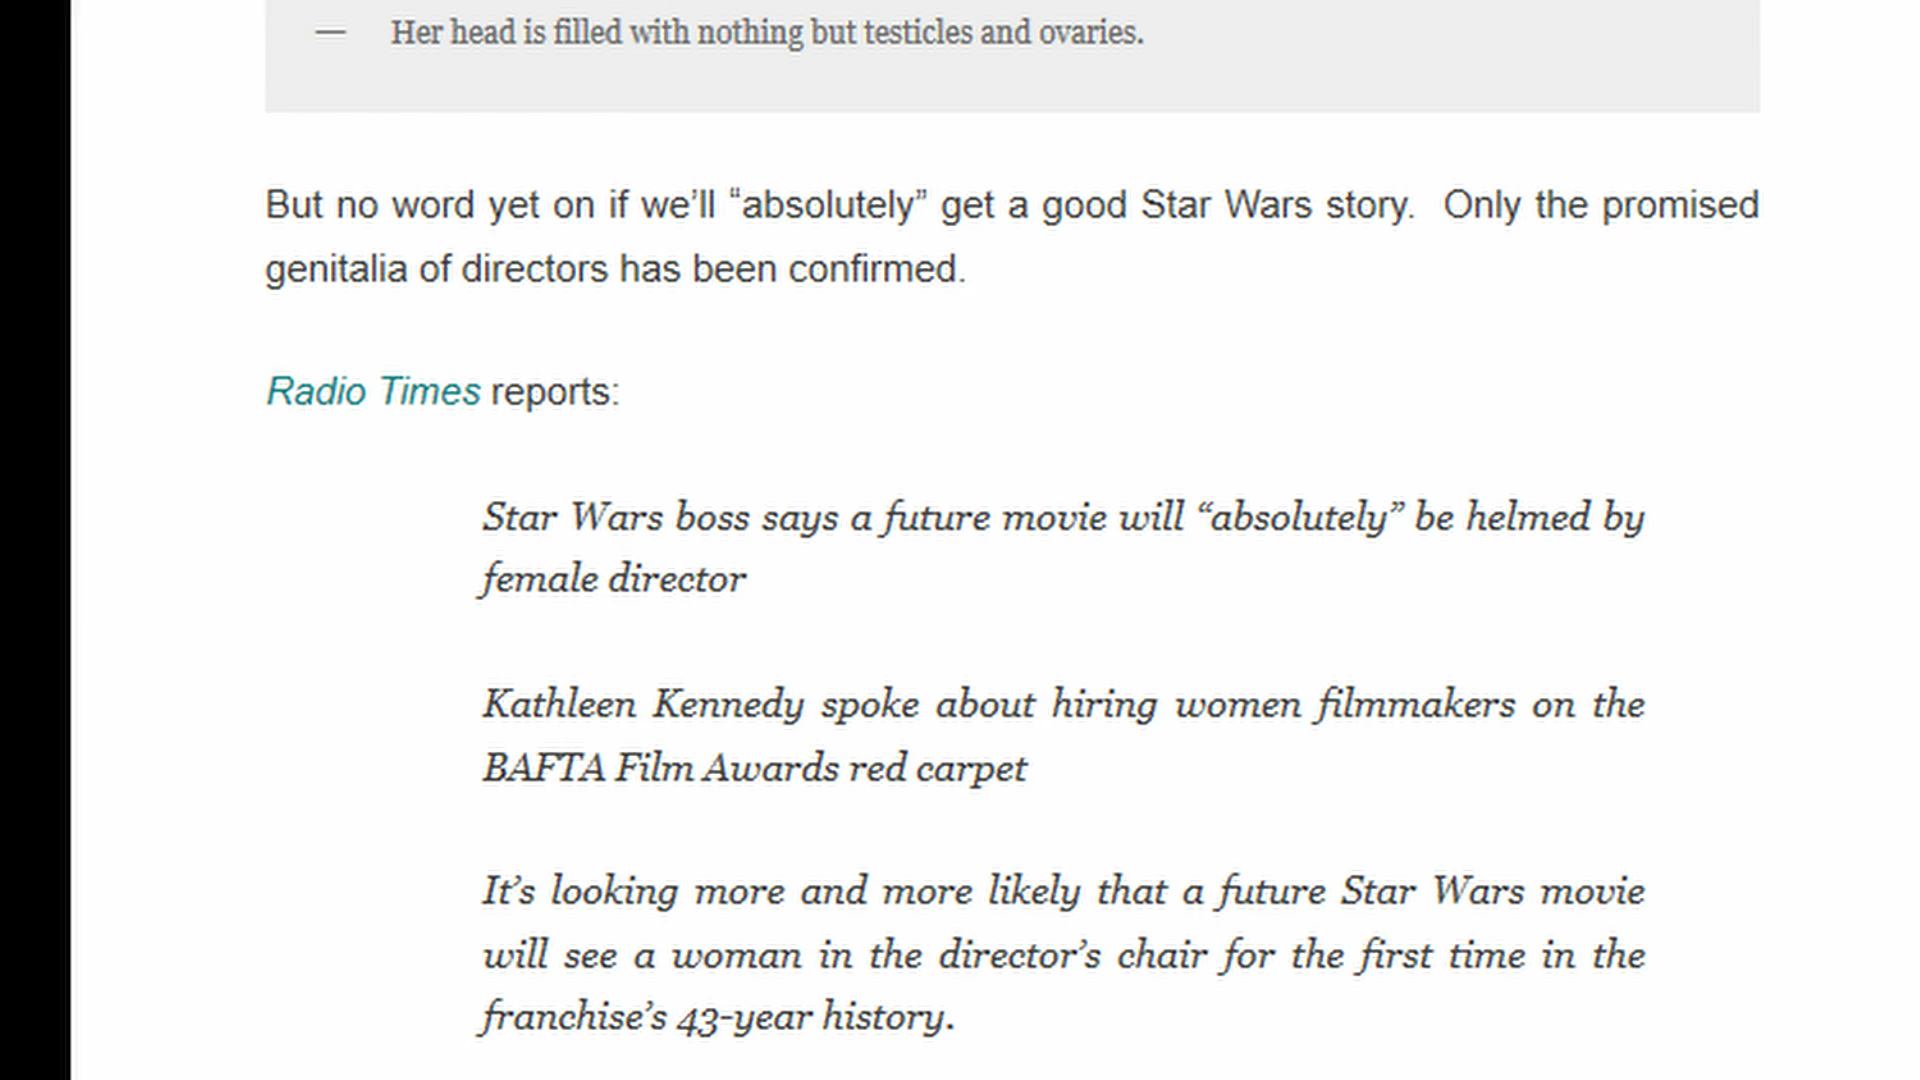 — Her head is filled with nothing but testicles and ovaries.
But no word yet on if we’ll “absolutely” get a good Star Wars story.  Only the promised
genitalia of directors has been confirmed.
Radio Times reports:
Star Wars boss says a future movie will “absolutely” be helmed by
female director
Kathleen Kennedy spoke about hiring women filmmakers on the
BAFTA Film Awards red carpet
It’s looking more and more likely that a future Star Wars movie
will see a woman in the director’s chair for the first time in the
franchise’s 43-year history.